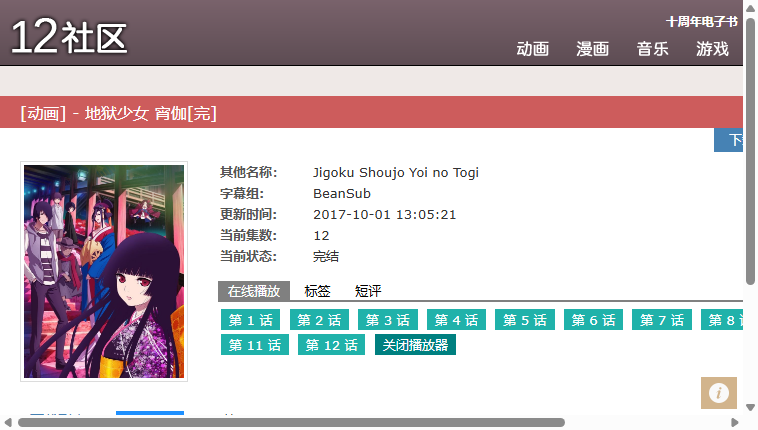 12社区
十周年电子书
动画 漫画 音乐 游戏
[动画] - 地狱少女 宵伽[完]
其他名称: Jigoku Shoujo Yoi no Togi
字幕组: BeanSub
更新时间: 2017-10-01 13:05:21
当前集数: 12
当前状态: 完结
在线播放 标签 短评
第 1 话 第 2 话 第 3 话 第 4 话 第 5 话 第 6 话 第 7 话 第 8
第 11 话 第 12 话 关闭播放器